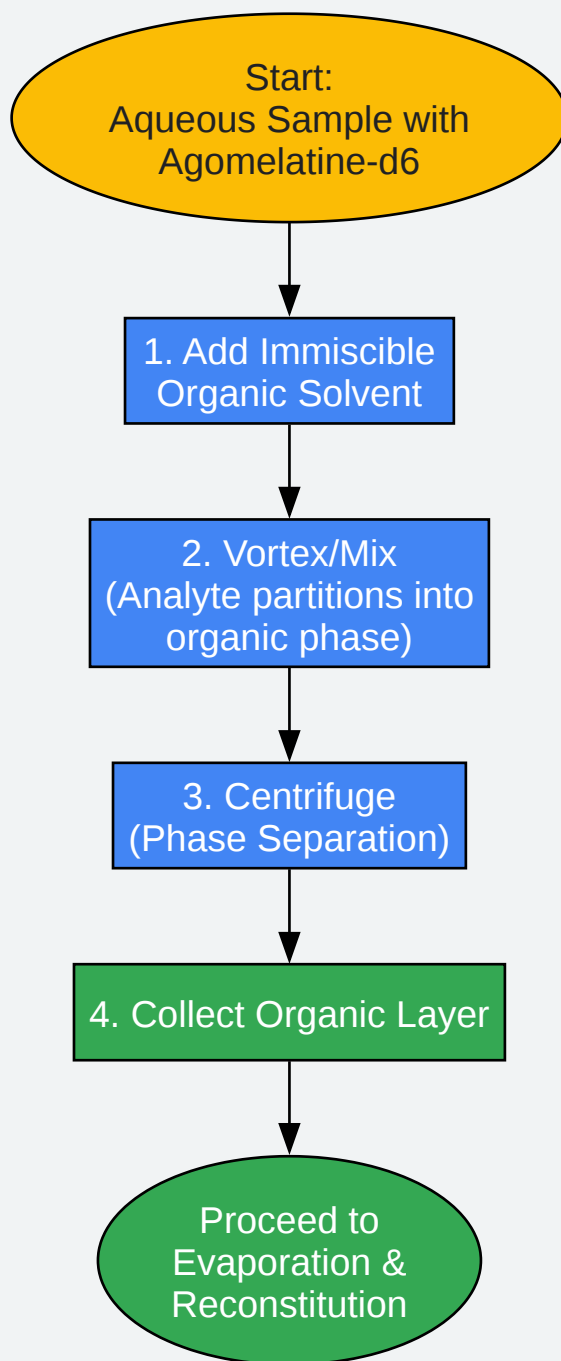 Start:
Aqueous Sample with
Agomelatine-d6
1. Add Immiscible
Organic Solvent
2. Vortex/Mix
(Analyte partitions into
organic phase)
3. Centrifuge
(Phase Separation)
4. Collect Organic Layer
Proceed to
Evaporation &
Reconstitution